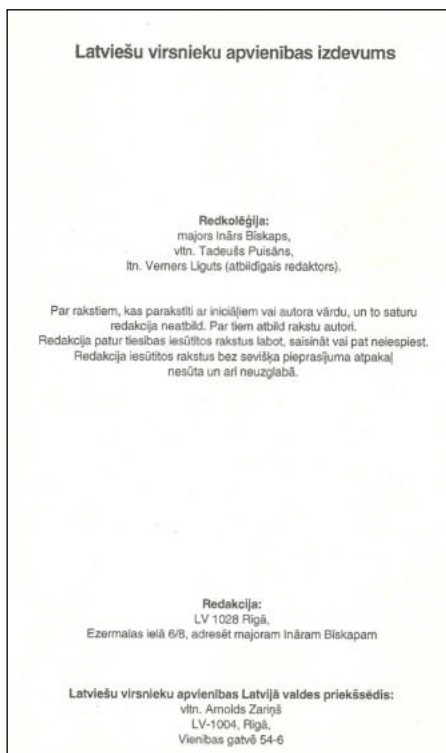 Latviešu virsnieku apvienības izdevums
Redkolēģija:
majors Inārs Bīskaps,
vltn. Tadeušs Puisāns,
ltn. Verners Liguts (atbildīgais redaktors).
Par rakstiem, kas parakstīti ar iniciāļiem vai autora vārdu, un to saturu
redakcija neatbild. Par tiem atbild rakstu autori.
Redakcija patur tiesības iesūtītos rakstus labot, saīsināt vai pat neiespiest.
Redakcija iesūtītos rakstus bez sevišķa pieprasījuma atpakaļ
nesūta un arī neuzglabā.
Redakcija:
LV 1028 Rīgā,
Ezermalas ielā 6/8, adresēt majoram Ināram Bīskapam
Latviešu virsnieku apvienības Latvijā valdes priekšsēdis:
vltn. Arnolds Zariņš
LV-1004, Rīgā,
Vienības gatvē 54-6